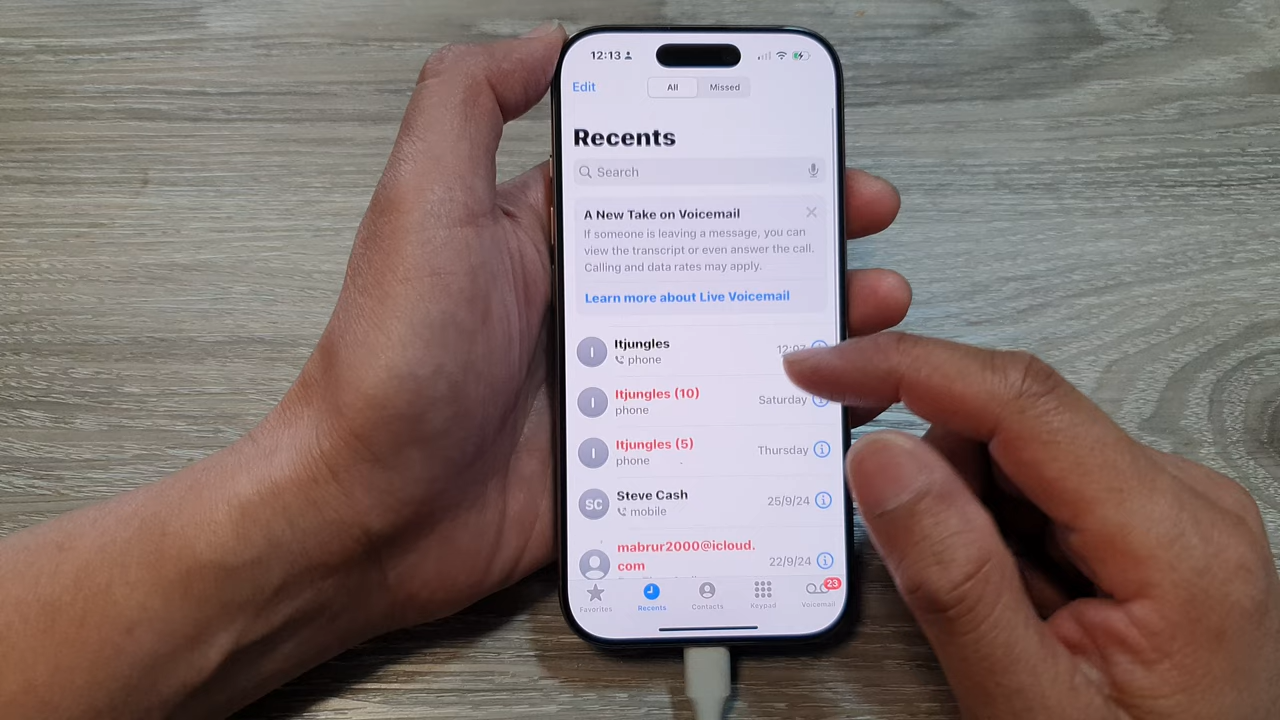 12:13
Edit
All
Missed
Recents
Search
A New Take on Voicemail
If someone is leaving a message, you can
view the transcript or even answer the call.
Calling and data rates may apply.
Learn more about Live Voicemail
I
Itjungles
phone
12:07
I
Itjungles (10)
phone
Saturday
I
Itjungles (5)
phone
Thursday
SC
Steve Cash
mobile
25/9/24
mabrur2000@icloud.
com
22/9/24
Favorites
Recents
Contacts
Keypad
Voicemail
23